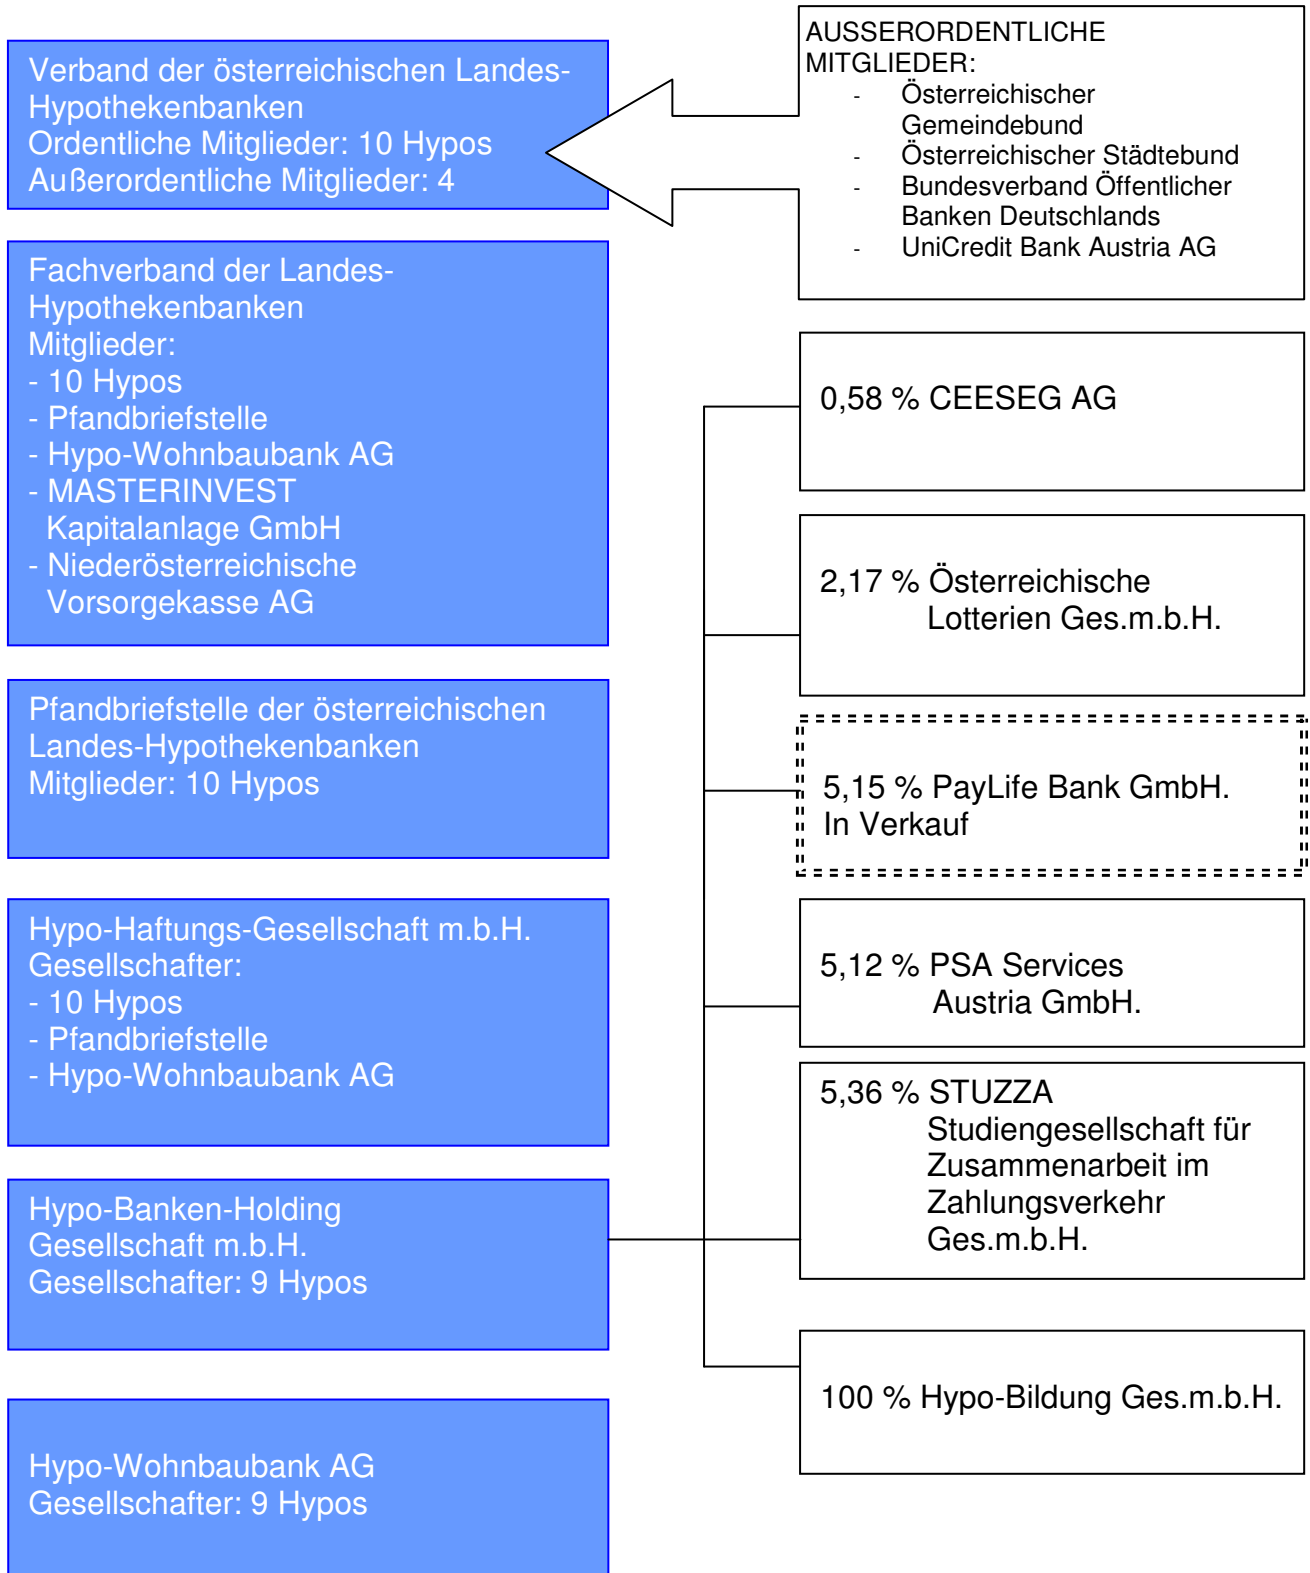 Verband der österreichischen Landes-
Hypothekenbanken
Ordentliche Mitglieder: 10 Hypos
Außerordentliche Mitglieder: 4
AUSSERORDENTLICHE
MITGLIEDER:
- Österreichischer
Gemeindebund
- Österreichischer Städtebund
- Bundesverband Öffentlicher
Banken Deutschlands
- UniCredit Bank Austria AG
Fachverband der Landes-
Hypothekenbanken
Mitglieder:
- 10 Hypos
- Pfandbriefstelle
- Hypo-Wohnbaubank AG
- MASTERINVEST
Kapitalanlage GmbH
- Niederösterreichische
Vorsorgekasse AG
Pfandbriefstelle der österreichischen
Landes-Hypothekenbanken
Mitglieder: 10 Hypos
Hypo-Haftungs-Gesellschaft m.b.H.
Gesellschafter:
- 10 Hypos
- Pfandbriefstelle
- Hypo-Wohnbaubank AG
Hypo-Banken-Holding
Gesellschaft m.b.H.
Gesellschafter: 9 Hypos
Hypo-Wohnbaubank AG
Gesellschafter: 9 Hypos
0,58 % CEESEG AG
2,17 % Österreichische
Lotterien Ges.m.b.H.
5,15 % PayLife Bank GmbH.
In Verkauf
5,12 % PSA Services
Austria GmbH.
5,36 % STUZZA
Studiengesellschaft für
Zusammenarbeit im
Zahlungsverkehr
Ges.m.b.H.
100 % Hypo-Bildung Ges.m.b.H.